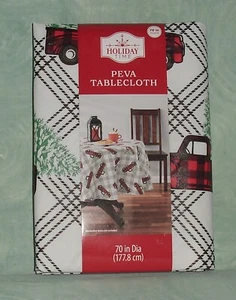 HOLIDAY
TIME
PEVA
TABLECLOTH
70 in Dia
(177.8 cm)